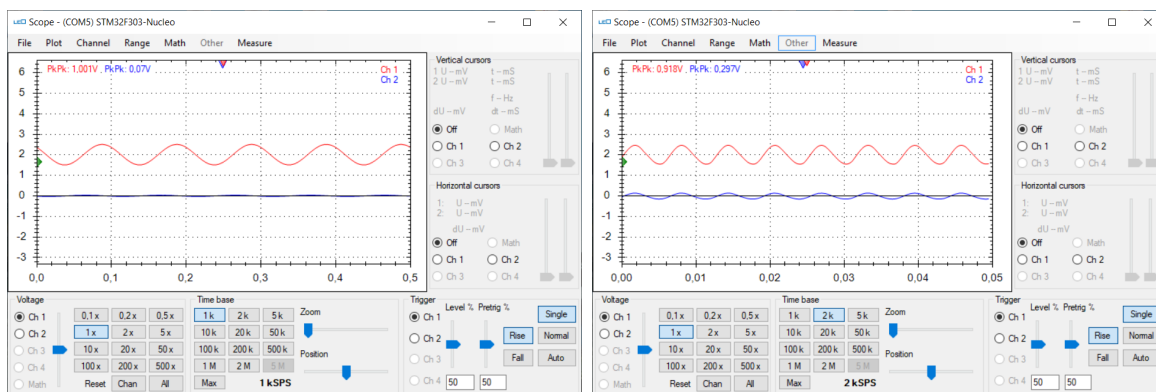 LEO Scope - (COM5) STM32F303-Nucleo
File Plot Channel Range Math Other Measure
PkPk: 1,001V PkPk: 0,07V Ch 1
Ch 2
6
5
4
3
2
1
0
-1
-2
-3
0,0 0,1 0,2 0,3 0,4 0,5
Vertical cursors
1 U – mV t – mS
2 U – mV t – mS
f – Hz
dU – mV dt – mS
Off Math
Ch 1 Ch 2
Ch 3 Ch 4
Horizontal cursors
1: U – mV
2: U – mV
dU – mV
Off Math
Ch 1 Ch 2
Ch 3 Ch 4
Voltage
Ch 1
Ch 2
Ch 3
Ch 4
Math
0,1 x 0,2 x 0,5 x
1 x 2 x 5 x
10 x 20 x 50 x
100 x 200 x 500 x
Reset Chan All
Time base
1 k 2 k 5 k
10 k 20 k 50 k
100 k 200 k 500 k
1 M 2 M 5 M
Max 1 kSPS
Zoom
Position
Trigger
Ch 1
Ch 2
Ch 3
Ch 4
Level % Pretrig %
50 50
Single
Rise Normal
Fall Auto
LEO Scope - (COM5) STM32F303-Nucleo
File Plot Channel Range Math Other Measure
PkPk: 0,918V PkPk: 0,297V Ch 1
Ch 2
6
5
4
3
2
1
0
-1
-2
-3
0,00 0,01 0,02 0,03 0,04 0,05
Vertical cursors
1 U – mV t – mS
2 U – mV t – mS
f – Hz
dU – mV dt – mS
Off Math
Ch 1 Ch 2
Ch 3 Ch 4
Horizontal cursors
1: U – mV
2: U – mV
dU – mV
Off Math
Ch 1 Ch 2
Ch 3 Ch 4
Voltage
Ch 1
Ch 2
Ch 3
Ch 4
Math
0,1 x 0,2 x 0,5 x
1 x 2 x 5 x
10 x 20 x 50 x
100 x 200 x 500 x
Reset Chan All
Time base
1 k 2 k 5 k
10 k 20 k 50 k
100 k 200 k 500 k
1 M 2 M 5 M
Max 2 kSPS
Zoom
Position
Trigger
Ch 1
Ch 2
Ch 3
Ch 4
Level % Pretrig %
50 50
Single
Rise Normal
Fall Auto